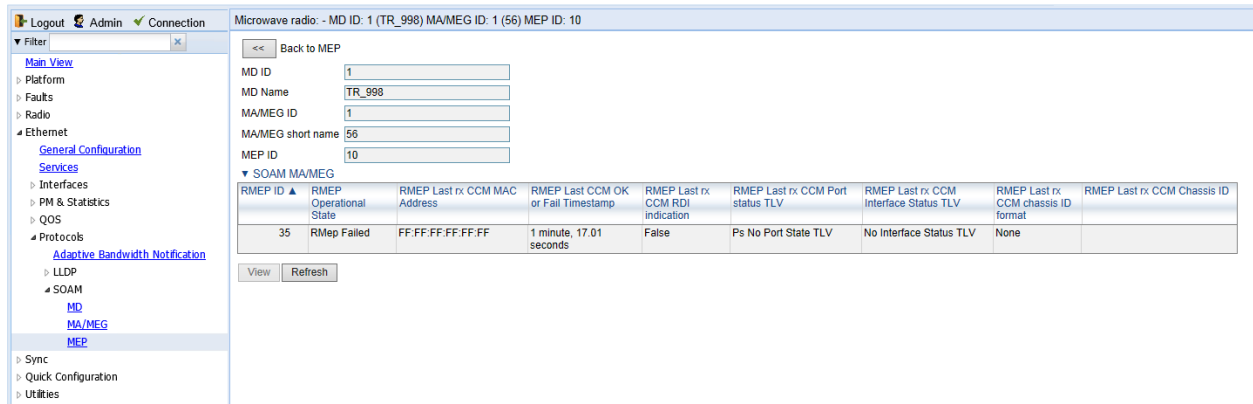 Logout Admin Connection
Filter
Main View
Platform
Faults
Radio
Ethernet
General Configuration
Services
Interfaces
PM & Statistics
QOS
Protocols
Adaptive Bandwidth Notification
LLDP
SOAM
MD
MA/MEG
MEP
Sync
Quick Configuration
Utilities
Microwave radio: - MD ID: 1 (TR_998) MA/MEG ID: 1 (56) MEP ID: 10
<< Back to MEP
MD ID 1
MD Name TR_998
MA/MEG ID 1
MA/MEG short name 56
MEP ID 10
▼ SOAM MA/MEG
RMEP ID ▲ RMEP Operational State RMEP Last rx CCM MAC Address RMEP Last CCM OK or Fail Timestamp RMEP Last rx CCM RDI indication RMEP Last rx CCM Port status TLV RMEP Last rx CCM Interface Status TLV RMEP Last rx CCM chassis ID format RMEP Last rx CCM Chassis ID
35 RMep Failed FF:FF:FF:FF:FF:FF 1 minute, 17.01 seconds False Ps No Port State TLV No Interface Status TLV None
View Refresh